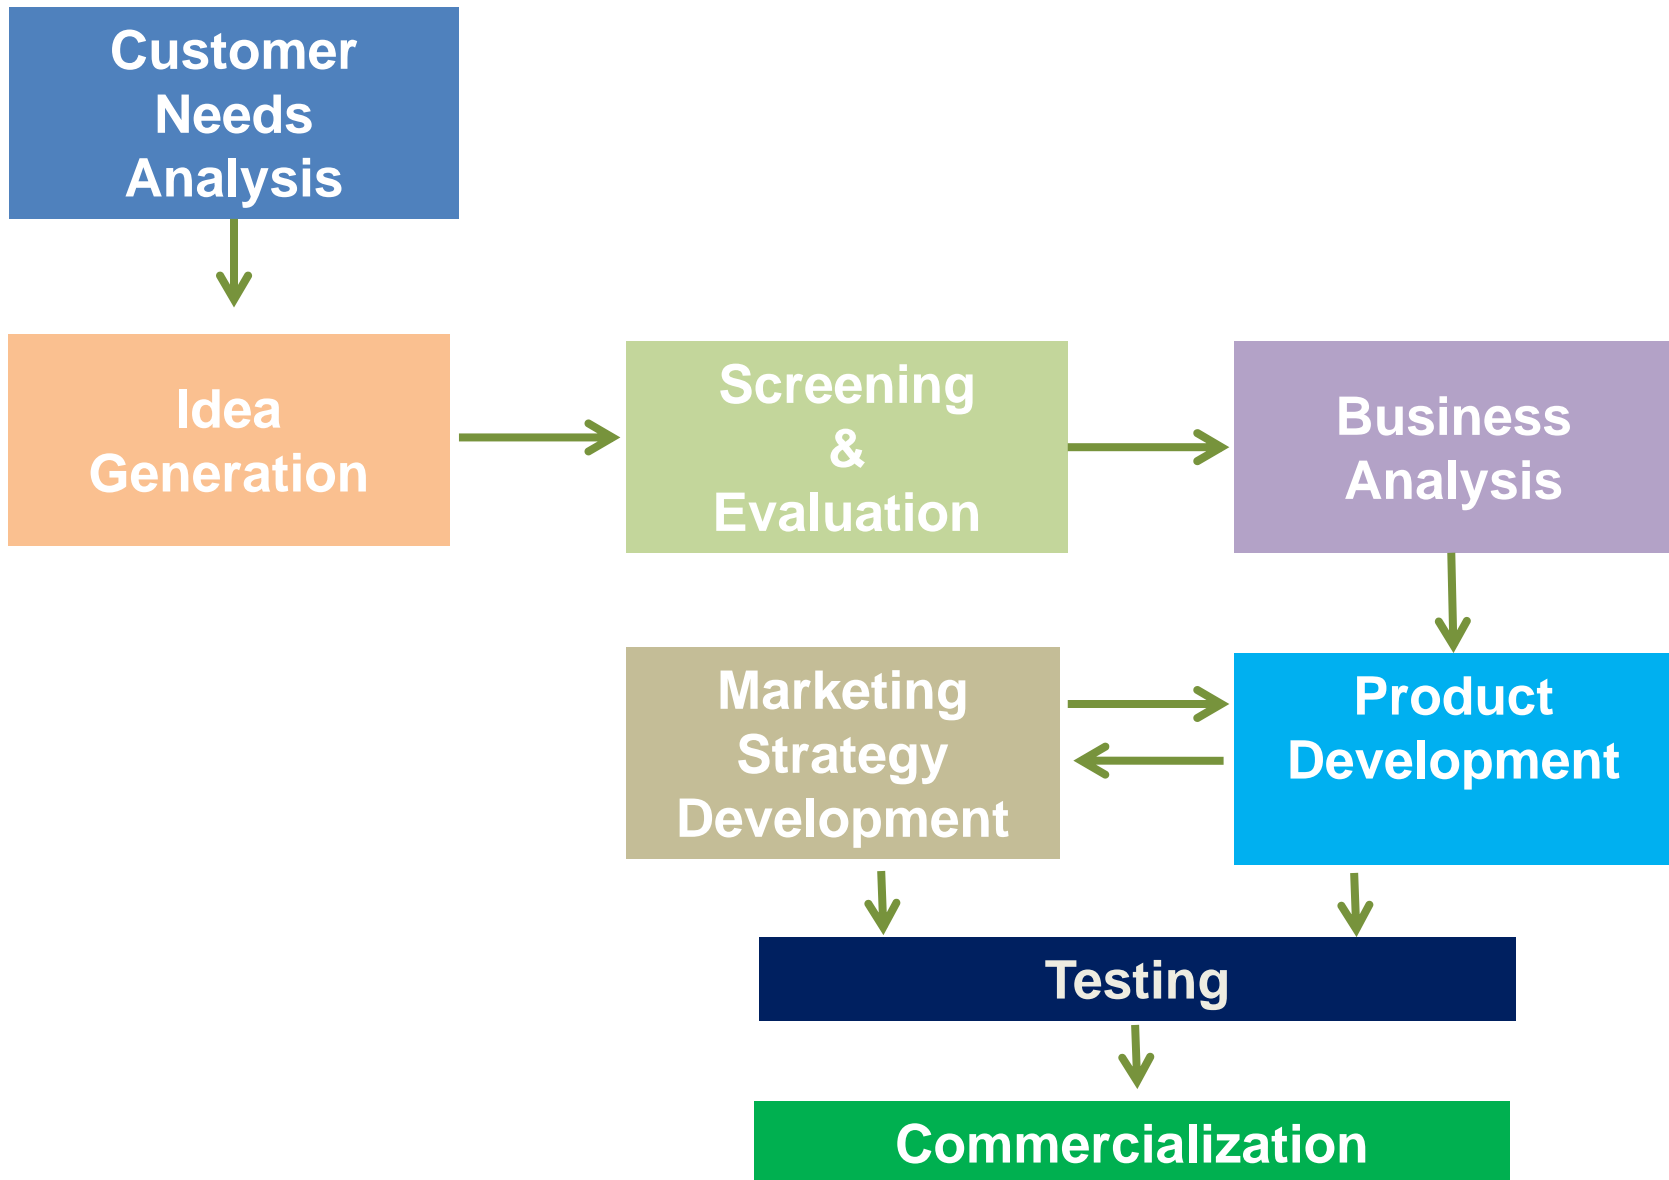 Customer
Needs
Analysis
Idea
Generation
Screening
&
Evaluation
Business
Analysis
Marketing
Strategy
Development
Product
Development
Testing
Commercialization